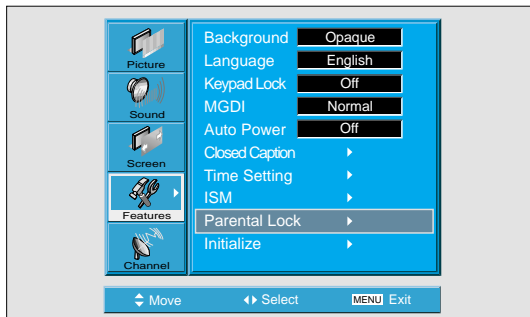 Picture
Sound
Screen
Features
Channel
Background Opaque
Language English
Keypad Lock Off
MGDI Normal
Auto Power Off
Closed Caption
Time Setting
ISM
Parental Lock
Initialize
Move Select MENU Exit